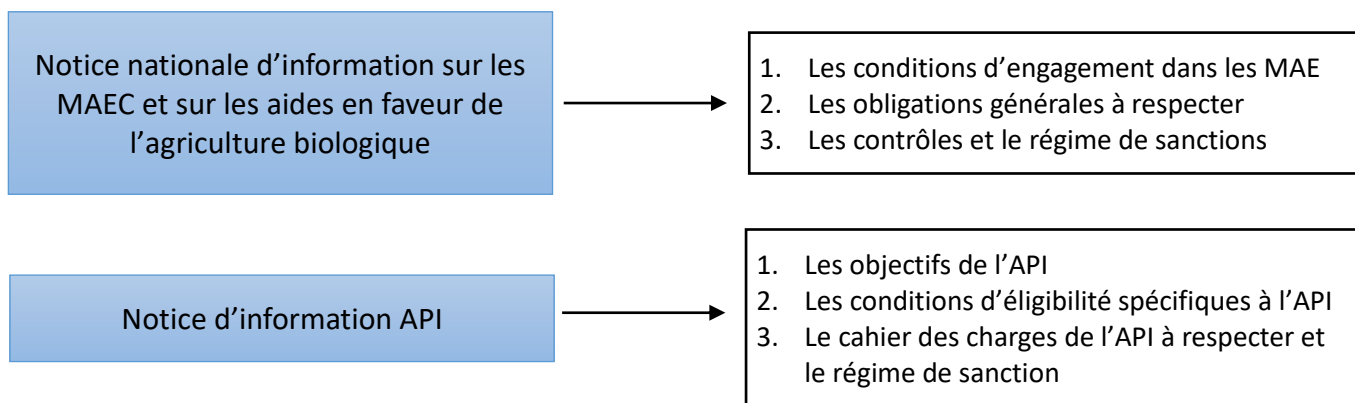 Notice nationale d’information sur les
MAEC et sur les aides en faveur de
l’agriculture biologique
1. Les conditions d’engagement dans les MAE
2. Les obligations générales à respecter
3. Les contrôles et le régime de sanctions
Notice d’information API
1. Les objectifs de l’API
2. Les conditions d’éligibilité spécifiques à l’API
3. Le cahier des charges de l’API à respecter et
le régime de sanction